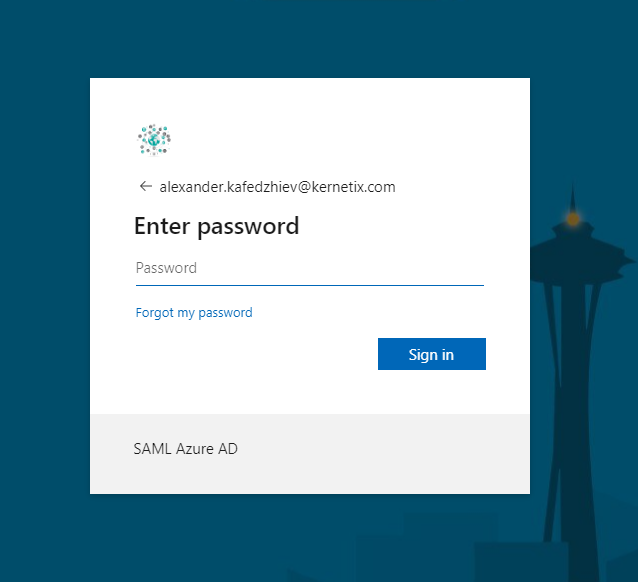 alexander.kafedzhiev@kernetix.com
Enter password
Password
Forgot my password
Sign in
SAML Azure AD